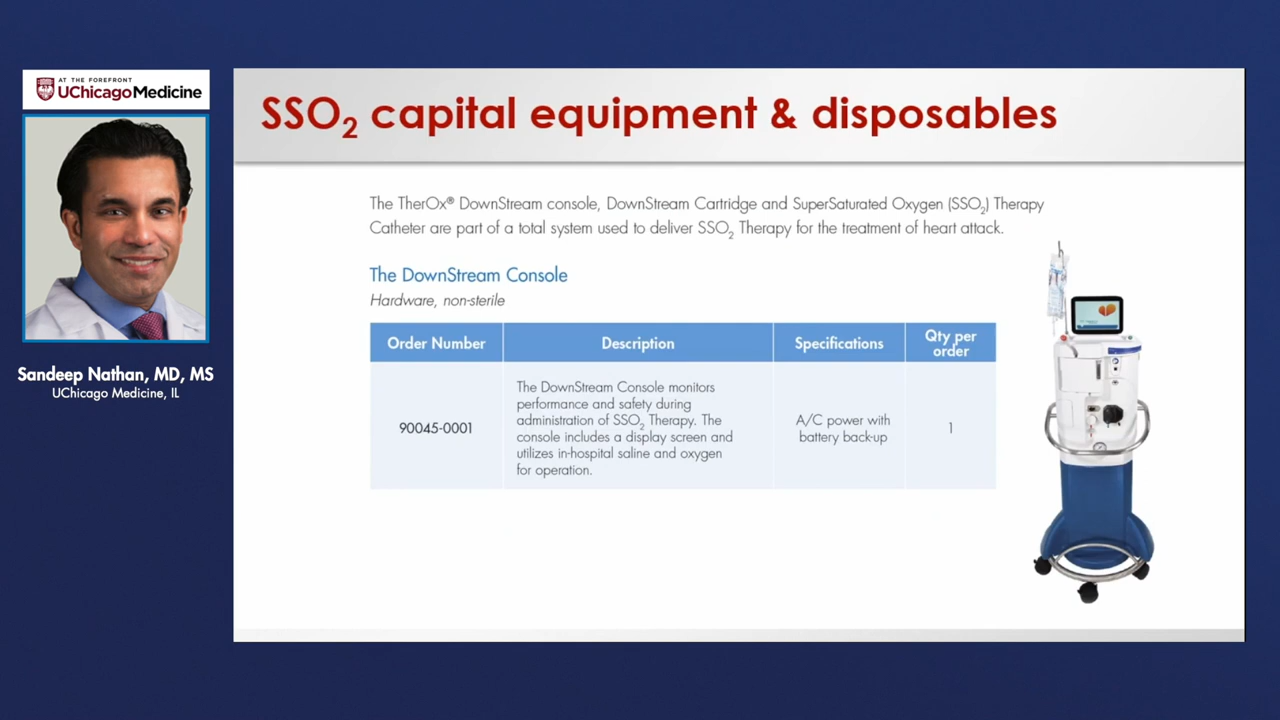 AT THE FOREFRONT
UChicago Medicine
Sandeep Nathan, MD, MS
UChicago Medicine, IL
SSO2 capital equipment & disposables
The TherOx® DownStream console, DownStream Cartridge and SuperSaturated Oxygen (SSO2) Therapy
Catheter are part of a total system used to deliver SSO2 Therapy for the treatment of heart attack.
The DownStream Console
Hardware, non-sterile
Order Number
Description
Specifications
Qty per
order
90045-0001
The DownStream Console monitors
performance and safety during
administration of SSO2 Therapy. The
console includes a display screen and
utilizes in-hospital saline and oxygen
for operation.
A/C power with
battery back-up
1